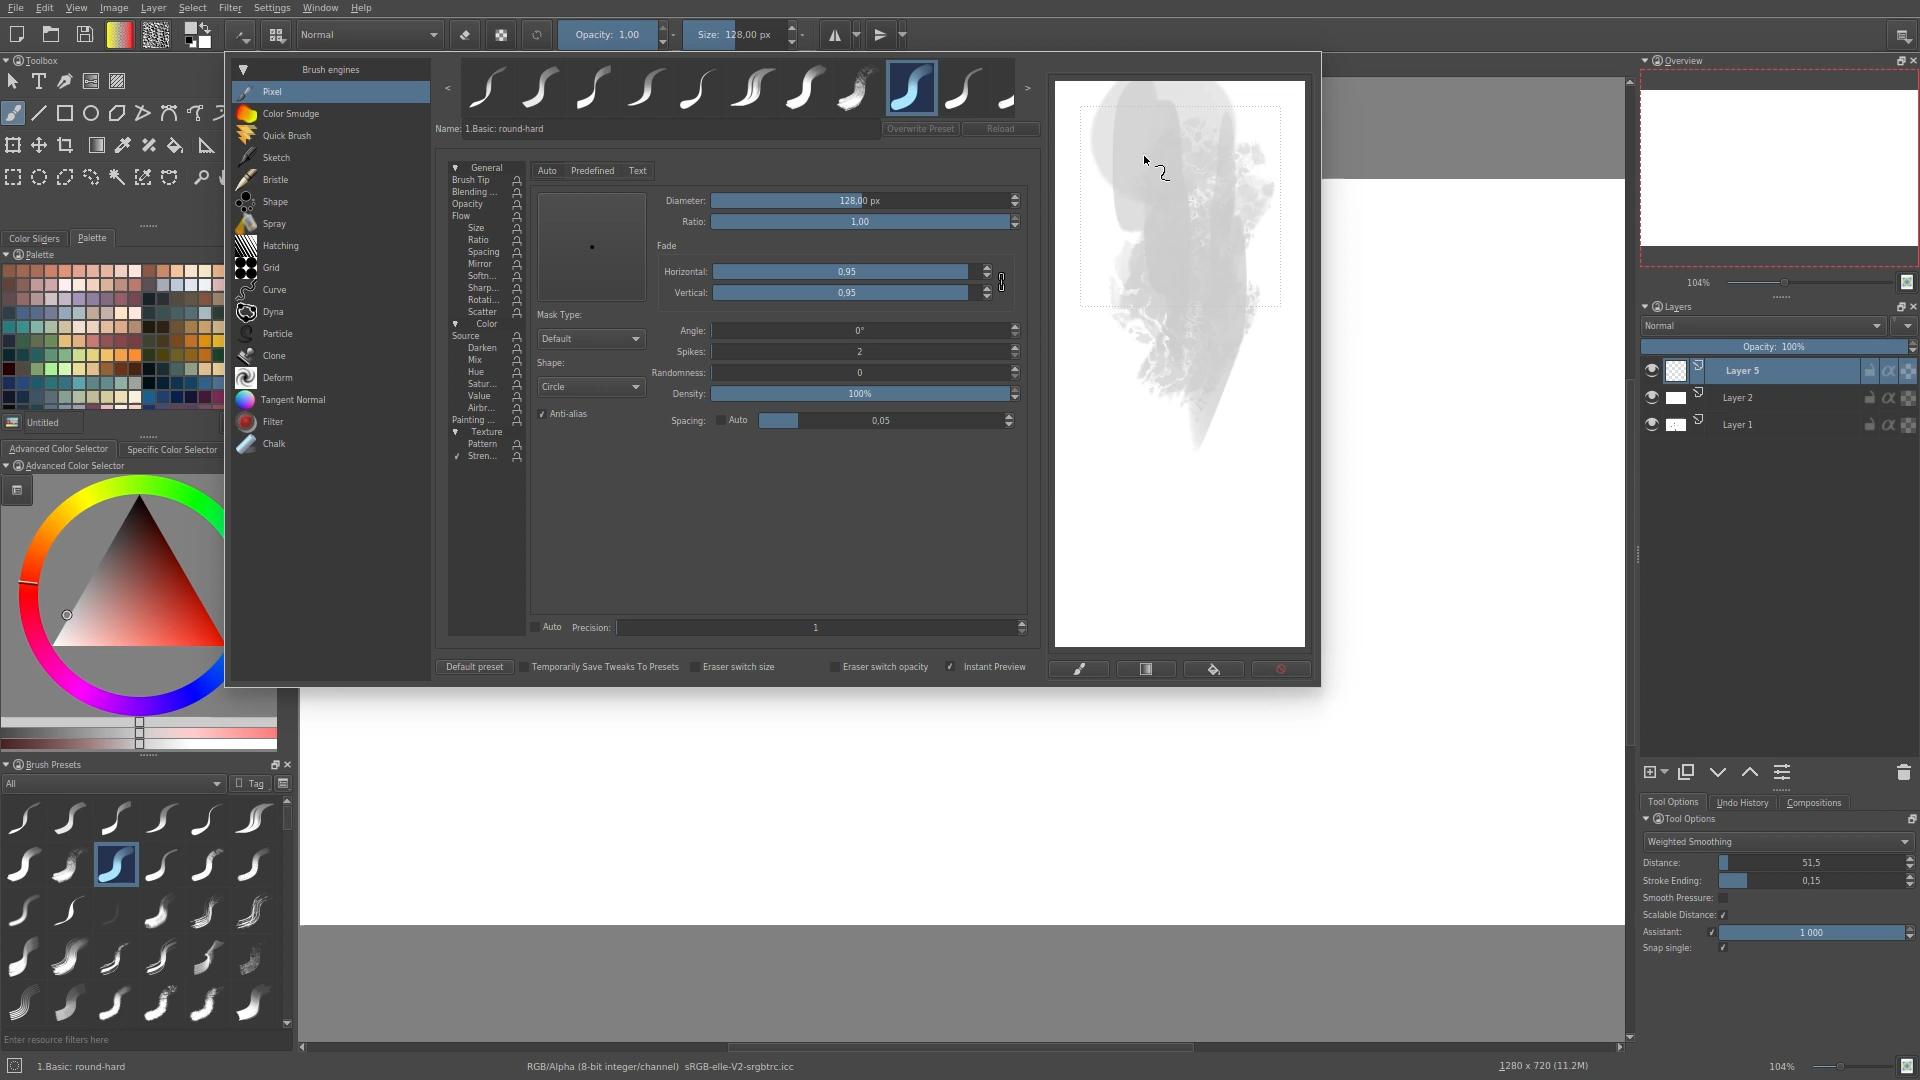 File Edit View Image Layer Select Filter Settings Window Help
Normal Opacity: 1,00 Size: 128,00 px
Toolbox
Color Sliders Palette
Palette
Untitled
Advanced Color Selector Specific Color Selector
Advanced Color Selector
Brush Presets
All Tag
Enter resource filters here
1.Basic: round-hard
Brush engines
Pixel
Color Smudge
Quick Brush
Sketch
Bristle
Shape
Spray
Hatching
Grid
Curve
Dyna
Particle
Clone
Deform
Tangent Normal
Filter
Chalk
< >
Name: 1.Basic: round-hard Overwrite Preset Reload
General
Brush Tip
Blending ...
Opacity
Flow
Size
Ratio
Spacing
Mirror
Softn...
Sharp...
Rotati...
Scatter
Color
Source
Darken
Mix
Hue
Satur...
Value
Airbr...
Painting ...
Texture
Pattern
Stren...
Auto Predefined Text
Mask Type:
Default
Shape:
Circle
Anti-alias
Diameter: 128,00 px
Ratio: 1,00
Fade
Horizontal: 0,95
Vertical: 0,95
Angle: 0°
Spikes: 2
Randomness: 0
Density: 100%
Spacing: Auto 0,05
Auto Precision: 1
Default preset Temporarily Save Tweaks To Presets Eraser switch size Eraser switch opacity Instant Preview
Overview
104%
Layers
Normal
Opacity: 100%
Layer 5
Layer 2
Layer 1
Tool Options Undo History Compositions
Tool Options
Weighted Smoothing
Distance: 51,5
Stroke Ending: 0,15
Smooth Pressure:
Scalable Distance:
Assistant: 1 000
Snap single:
RGB/Alpha (8-bit integer/channel) sRGB-elle-V2-srgbtrc.icc
1280 x 720 (11.2M)
104%